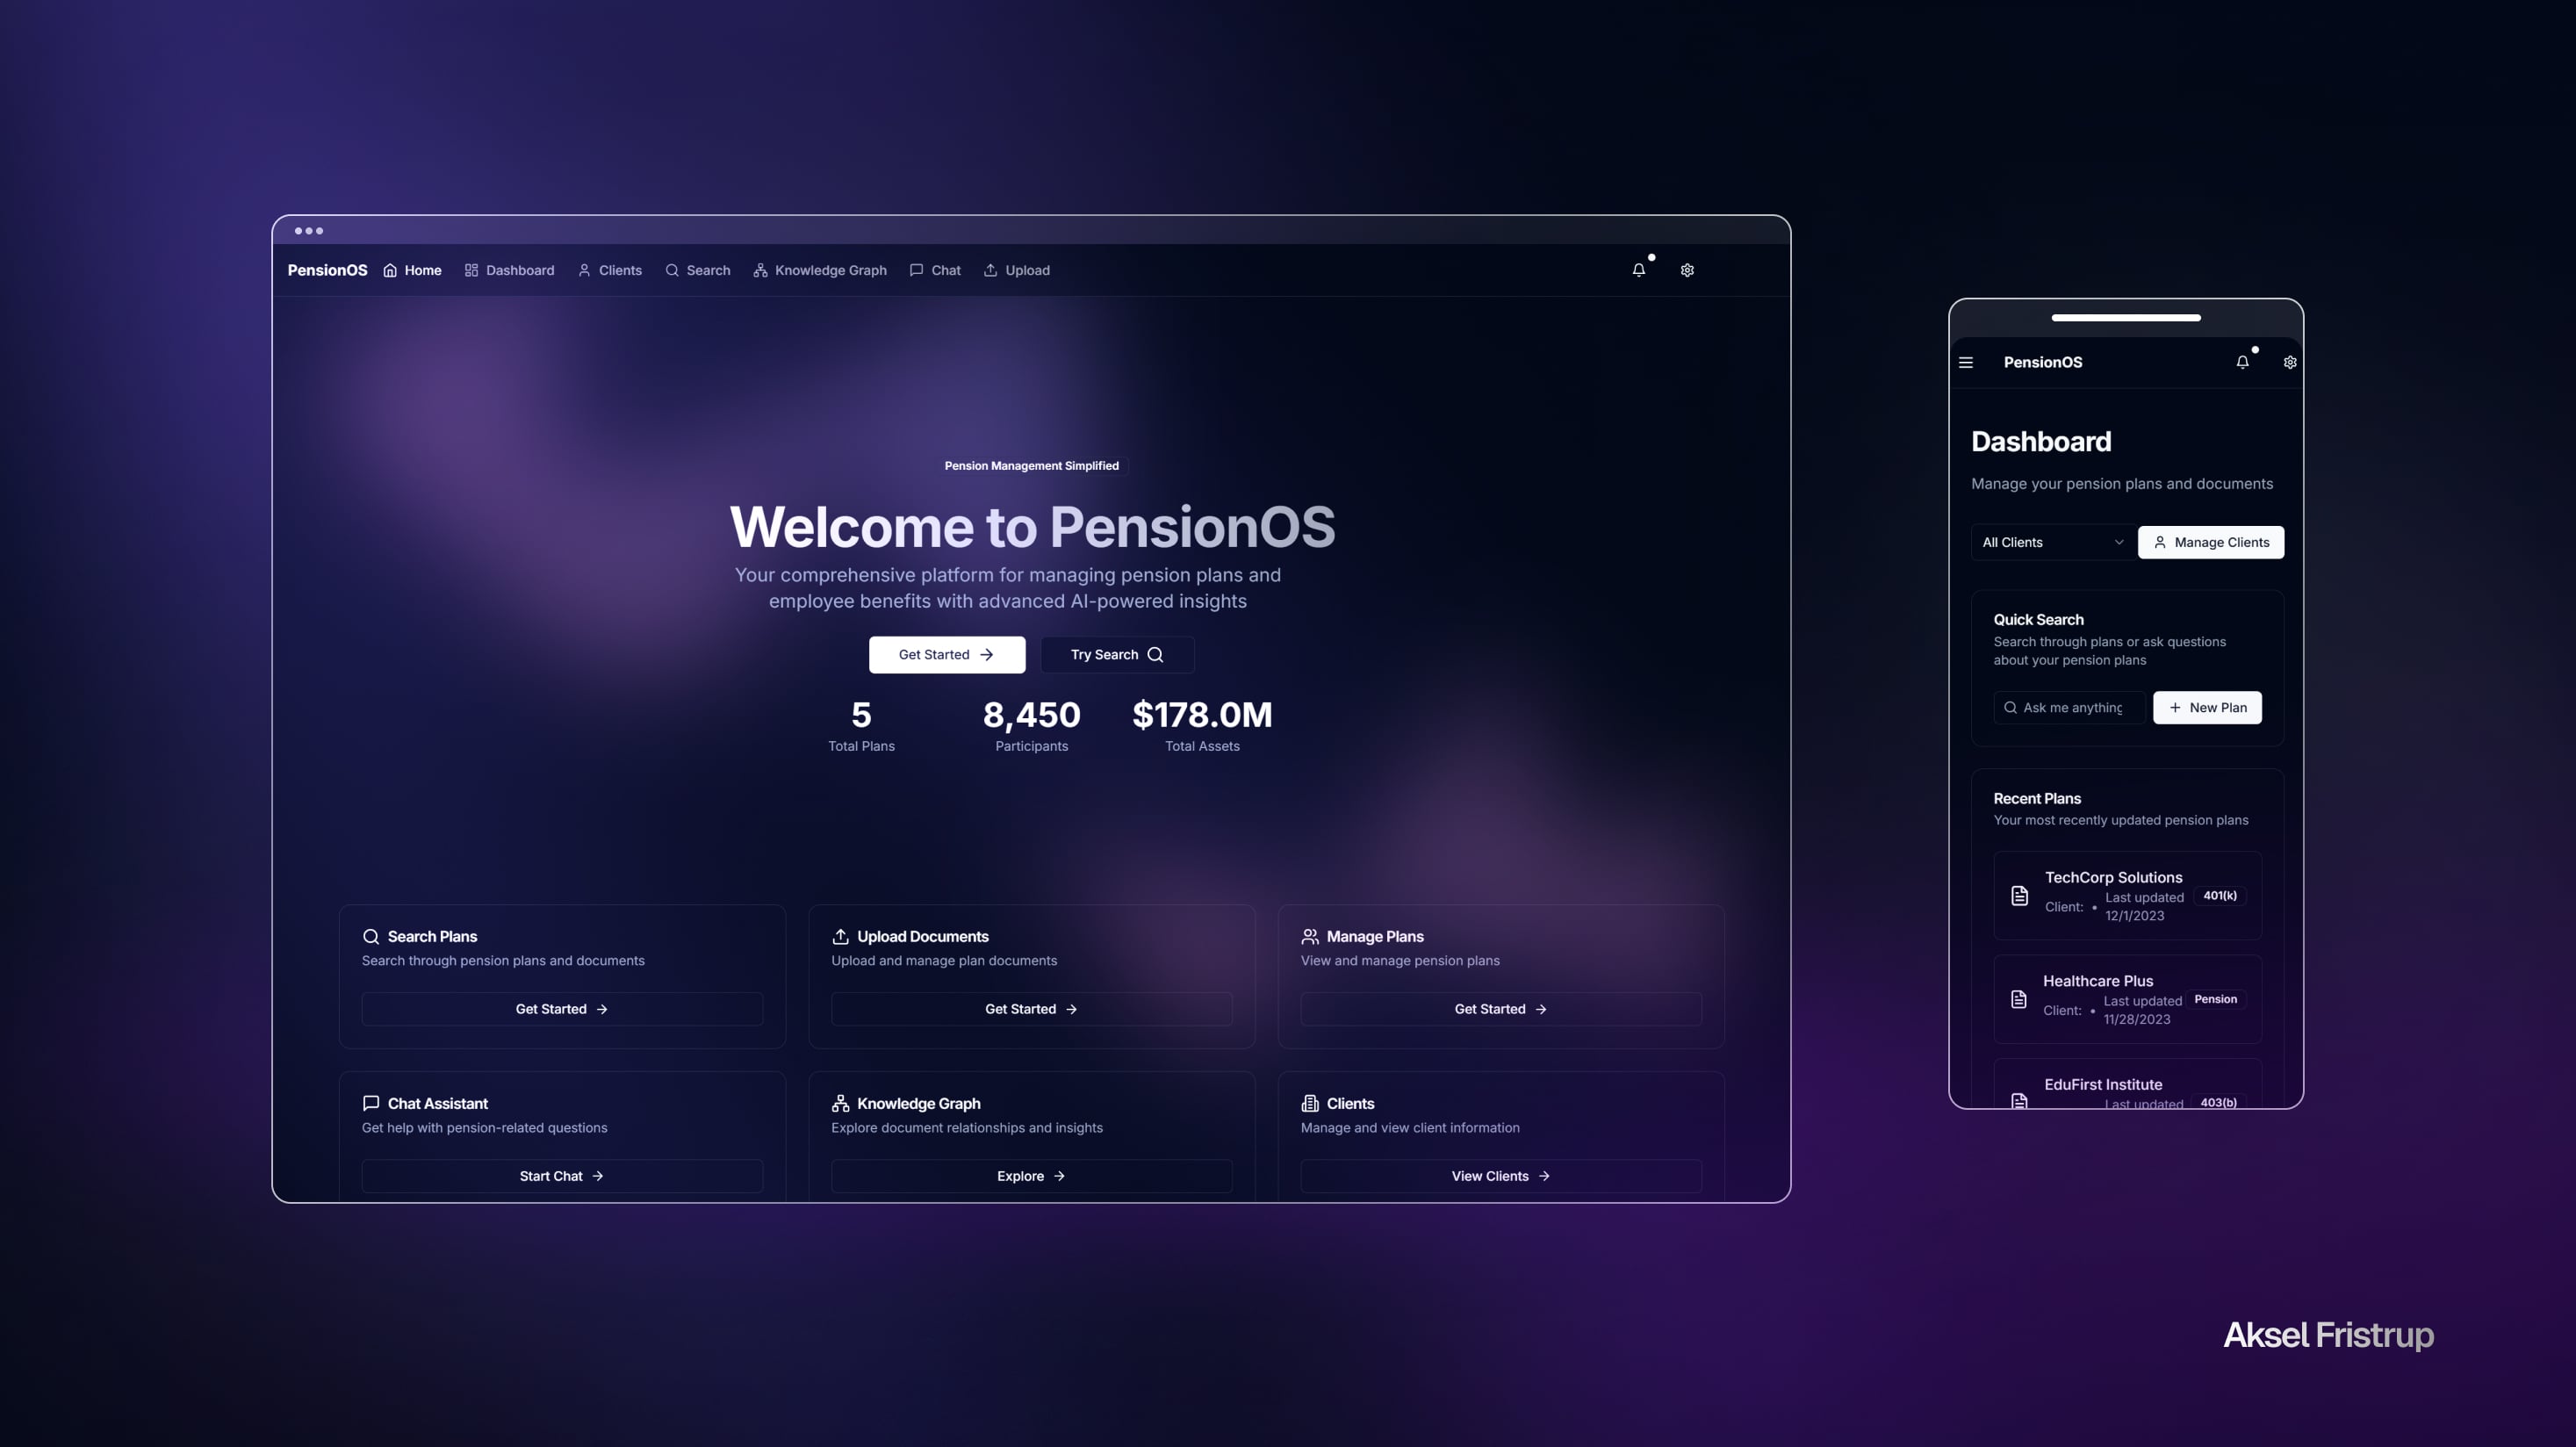 PensionOS Home Dashboard Clients Search Knowledge Graph Chat Upload
Pension Management Simplified
Welcome to PensionOS
Your comprehensive platform for managing pension plans and
employee benefits with advanced AI-powered insights
Get Started Try Search
5 8,450 $178.0M
Total Plans Participants Total Assets
Search Plans
Search through pension plans and documents
Get Started
Upload Documents
Upload and manage plan documents
Get Started
Manage Plans
View and manage pension plans
Get Started
Chat Assistant
Get help with pension-related questions
Start Chat
Knowledge Graph
Explore document relationships and insights
Explore
Clients
Manage and view client information
View Clients
PensionOS
Dashboard
Manage your pension plans and documents
All Clients Manage Clients
Quick Search
Search through plans or ask questions
about your pension plans
Ask me anything New Plan
Recent Plans
Your most recently updated pension plans
TechCorp Solutions
Client: • Last updated
12/1/2023
401(k)
Healthcare Plus
Client: • Last updated
11/28/2023
Pension
EduFirst Institute
Last updated
403(b)
Aksel Fristrup